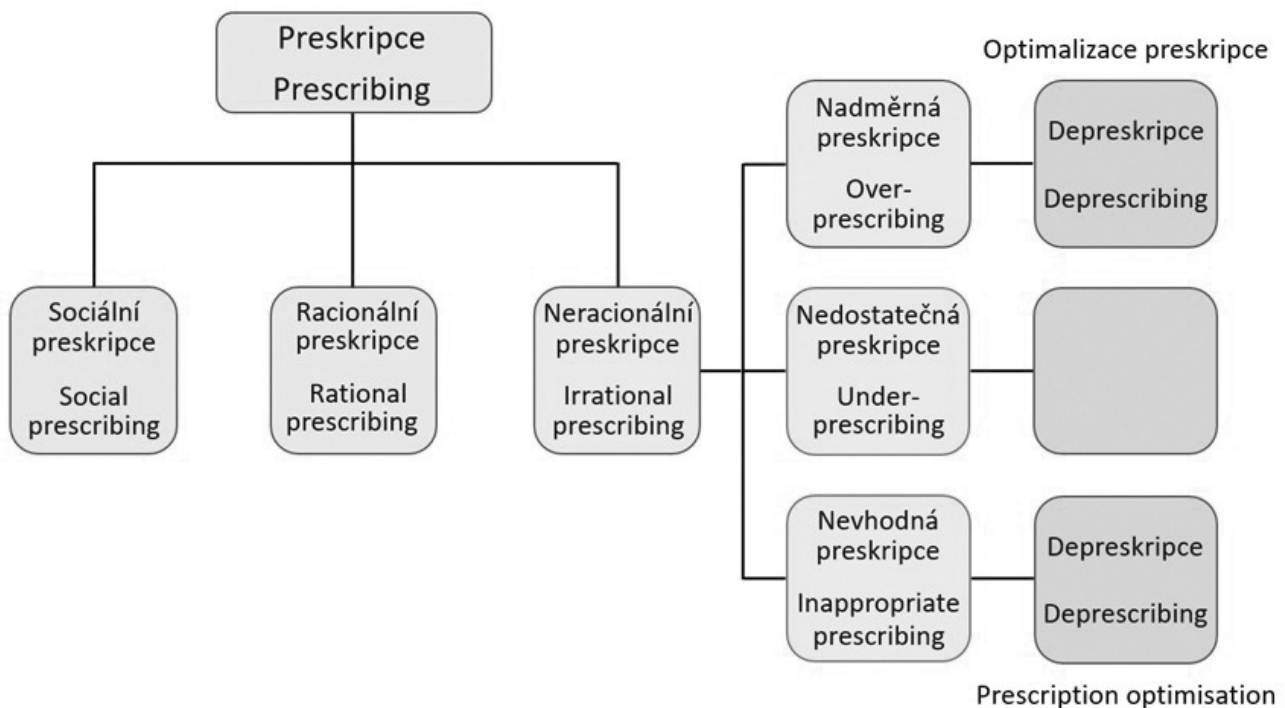 Preskripce
Prescribing
Sociální
preskripce
Social
prescribing
Racionální
preskripce
Rational
prescribing
Neracionální
preskripce
Irrational
prescribing
Nadměrná
preskripce
Over-
prescribing
Nedostatečná
preskripce
Under-
prescribing
Nevhodná
preskripce
Inappropriate
prescribing
Optimalizace preskripce
Depreskripce
Deprescribing
Depreskripce
Deprescribing
Prescription optimisation